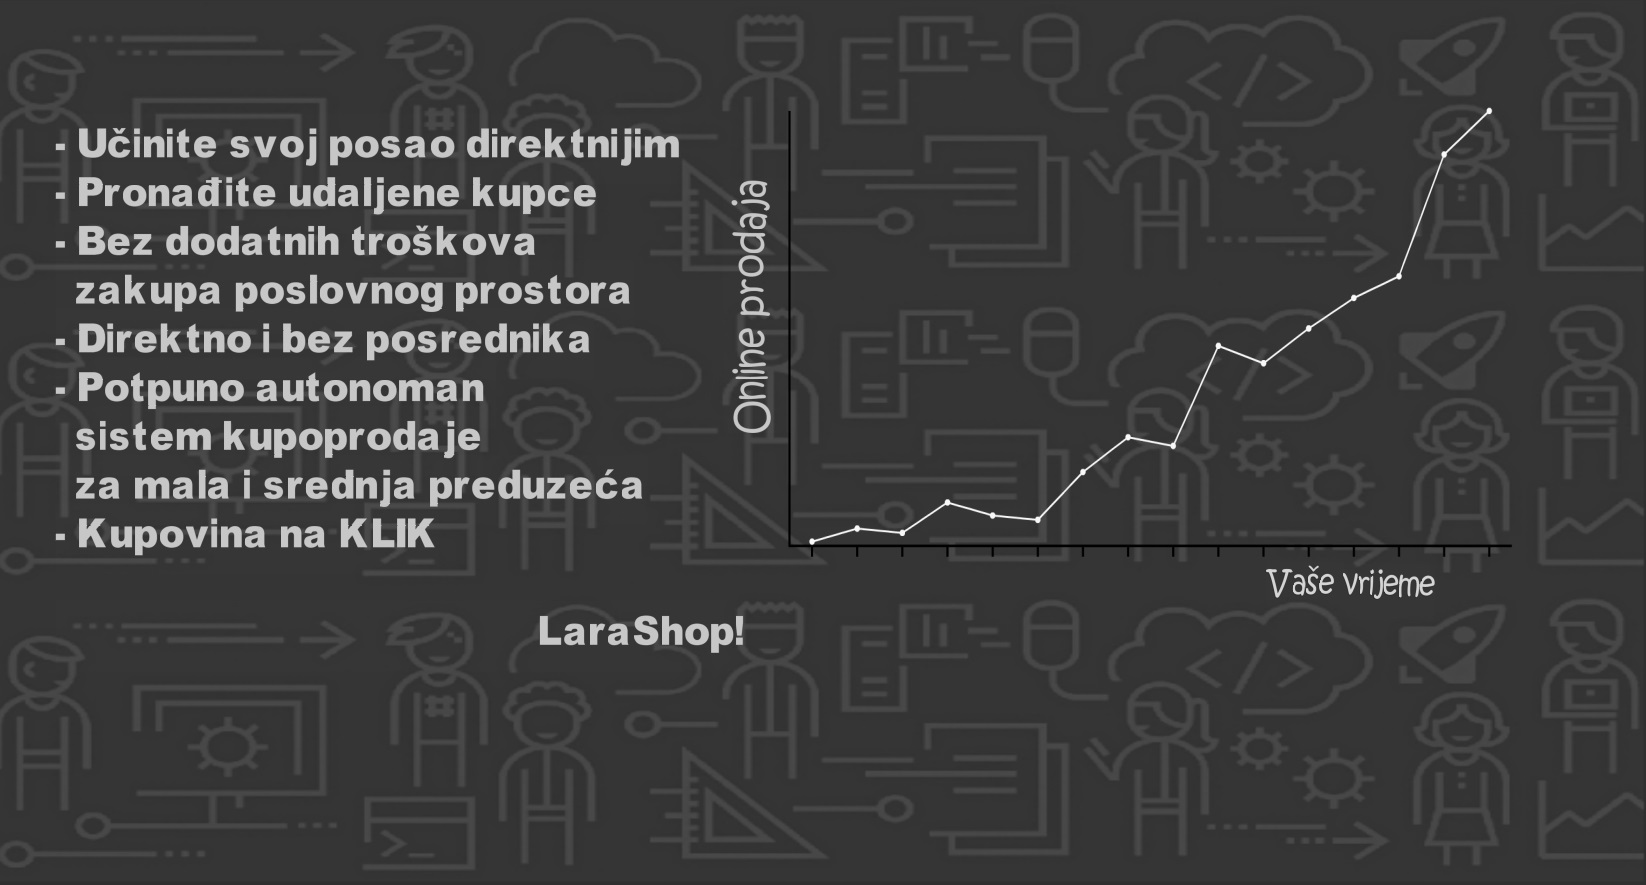 - Učinite svoj posao direktnijim
- Pronađite udaljene kupce
- Bez dodatnih troškova
zakupa poslovnog prostora
- Direktno i bez posrednika
- Potpuno autonoman
sistem kupoprodaje
za mala i srednja preduzeća
- Kupovina na KLIK
Online prodaja
Vaše vrijeme
LaraShop!